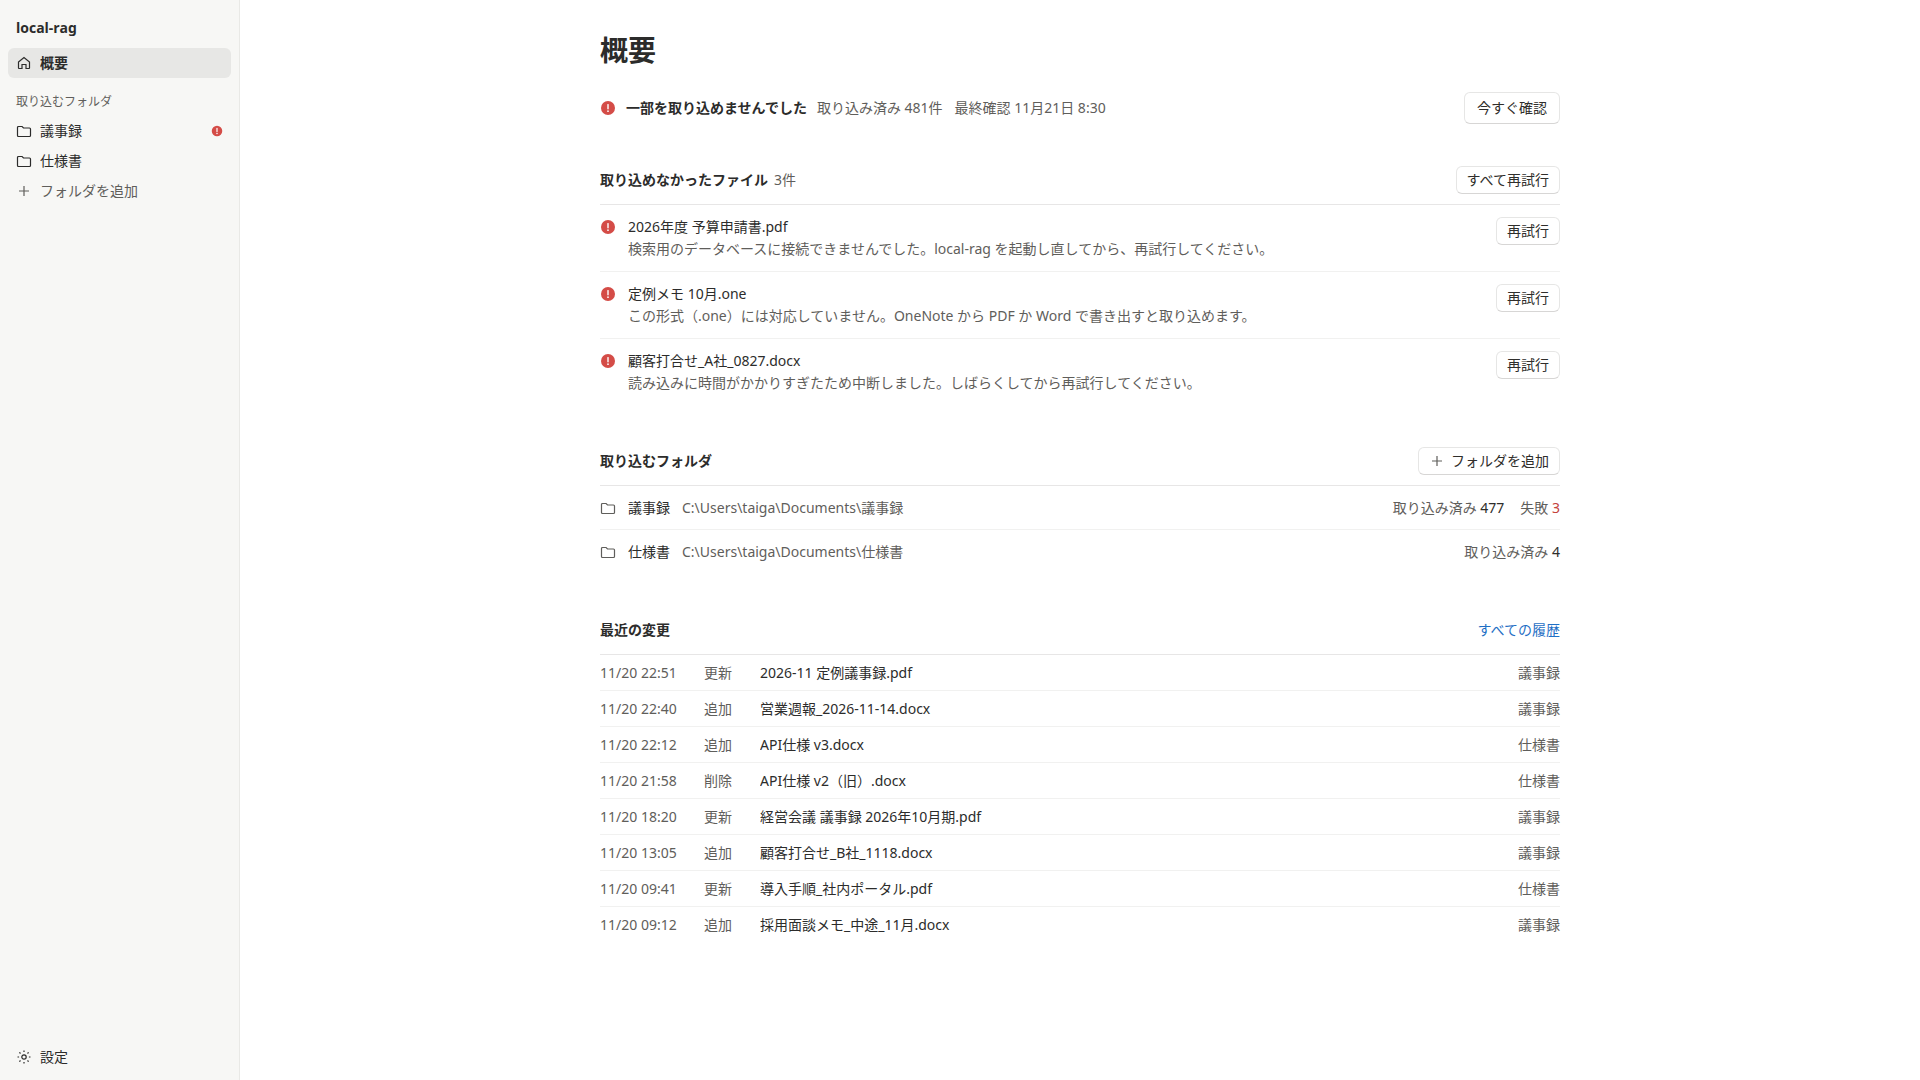 local-rag
概要
取り込むフォルダ
議事録
仕様書
フォルダを追加
設定
概要
一部を取り込めませんでした 取り込み済み 481件 最終確認 11月21日 8:30
今すぐ確認
取り込めなかったファイル 3件
すべて再試行
2026年度 予算申請書.pdf
検索用のデータベースに接続できませんでした。local-rag を起動し直してから、再試行してください。
再試行
定例メモ 10月.one
この形式（.one）には対応していません。OneNote から PDF か Word で書き出すと取り込めます。
再試行
顧客打合せ_A社_0827.docx
読み込みに時間がかかりすぎたため中断しました。しばらくしてから再試行してください。
再試行
取り込むフォルダ
フォルダを追加
議事録 C:\Users\taiga\Documents\議事録 取り込み済み 477 失敗 3
仕様書 C:\Users\taiga\Documents\仕様書 取り込み済み 4
最近の変更
すべての履歴
11/20 22:51 更新 2026-11 定例議事録.pdf 議事録
11/20 22:40 追加 営業週報_2026-11-14.docx 議事録
11/20 22:12 追加 API仕様 v3.docx 仕様書
11/20 21:58 削除 API仕様 v2（旧）.docx 仕様書
11/20 18:20 更新 経営会議 議事録 2026年10月期.pdf 議事録
11/20 13:05 追加 顧客打合せ_B社_1118.docx 議事録
11/20 09:41 更新 導入手順_社内ポータル.pdf 仕様書
11/20 09:12 追加 採用面談メモ_中途_11月.docx 議事録